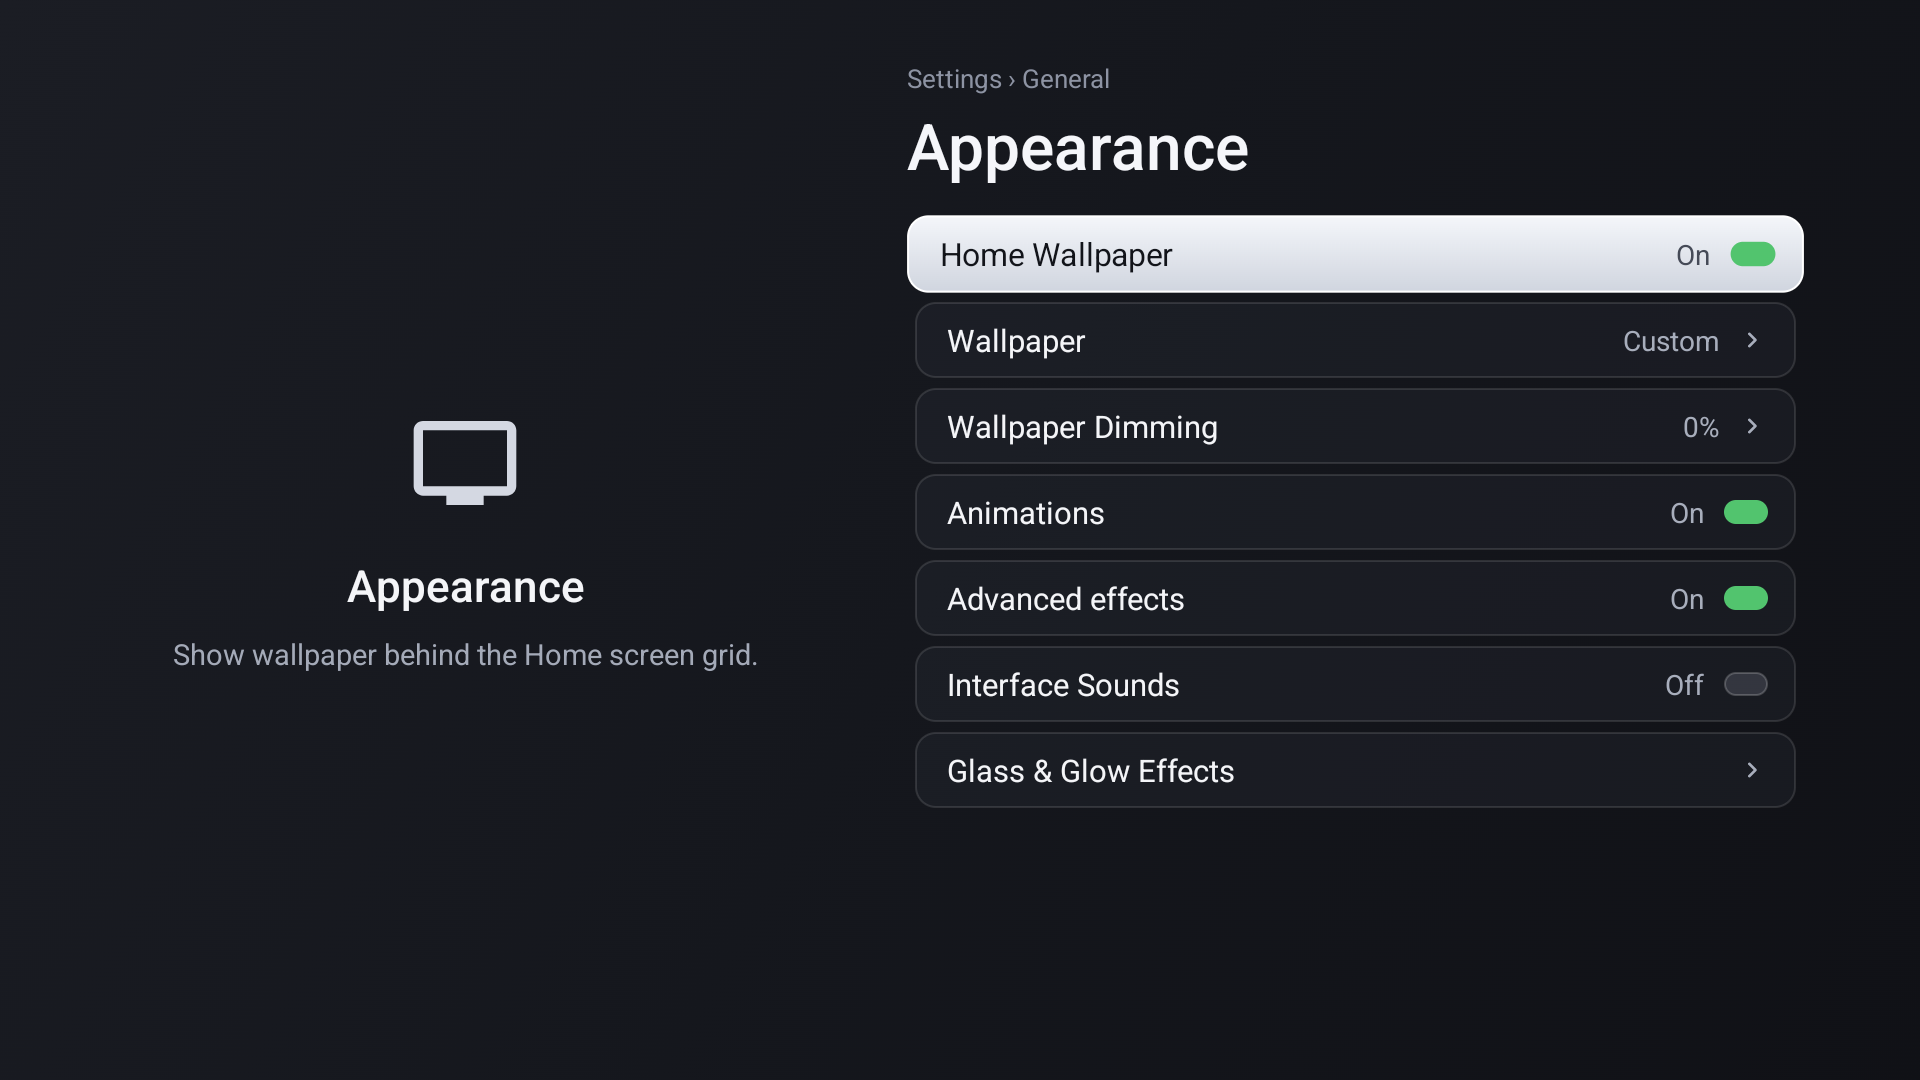 Settings › General
Appearance
Home Wallpaper On
Wallpaper Custom
Wallpaper Dimming 0%
Animations On
Advanced effects On
Interface Sounds Off
Glass & Glow Effects
Appearance
Show wallpaper behind the Home screen grid.